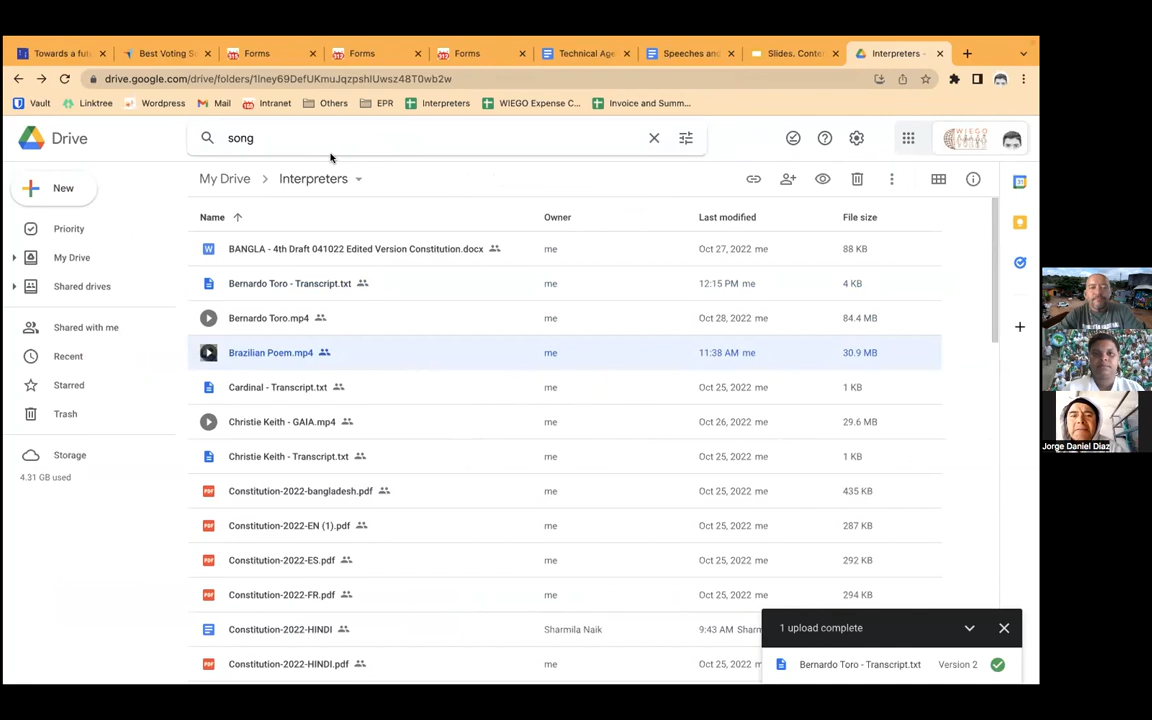 Towards a fut
Best Voting So
Forms
Forms
Forms
Technical Age
Speeches and
Slides, Conte
Interpreters -
drive.google.com/drive/folders/1lney69DefUKmuJqzpshlUwsz48T0wb2w
Vault
Linktree
Wordpress
Mail
Intranet
Others
EPR
Interpreters
WIEGO Expense C...
Invoice and Summ...
Drive
song
WIEGO
New
My Drive > Interpreters
Priority
My Drive
Shared drives
Shared with me
Recent
Starred
Trash
Storage
4.31 GB used
Name Owner Last modified File size
BANGLA - 4th Draft 041022 Edited Version Constitution.docx me Oct 27, 2022 me 88 KB
Bernardo Toro - Transcript.txt me 12:15 PM me 4 KB
Bernardo Toro.mp4 me Oct 28, 2022 me 84.4 MB
Brazilian Poem.mp4 me 11:38 AM me 30.9 MB
Cardinal - Transcript.txt me Oct 25, 2022 me 1 KB
Christie Keith - GAIA.mp4 me Oct 26, 2022 me 29.6 MB
Christie Keith - Transcript.txt me Oct 25, 2022 me 1 KB
Constitution-2022-bangladesh.pdf me Oct 25, 2022 me 435 KB
Constitution-2022-EN (1).pdf me Oct 25, 2022 me 287 KB
Constitution-2022-ES.pdf me Oct 25, 2022 me 292 KB
Constitution-2022-FR.pdf me Oct 25, 2022 me 294 KB
Constitution-2022-HINDI Sharmila Naik 9:43 AM Sharm
Constitution-2022-HINDI.pdf me Oct 25, 2022 m
1 upload complete
Bernardo Toro - Transcript.txt Version 2
Jorge Daniel Diaz